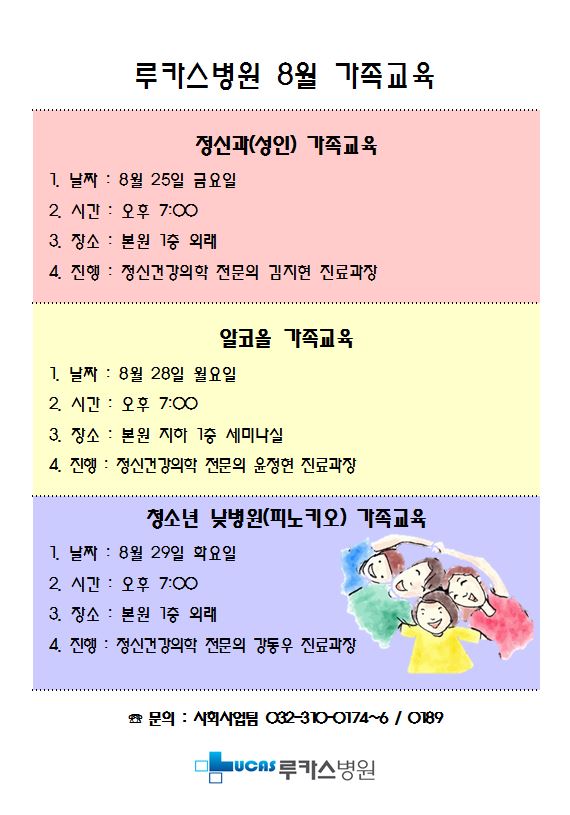 루카스병원 8월 가족교육
정신과(성인) 가족교육
1. 날짜 : 8월 25일 금요일
2. 시간 : 오후 7:00
3. 장소 : 본원 1층 외래
4. 진행 : 정신건강의학 전문의 김지현 진료과장
알코올 가족교육
1. 날짜 : 8월 28일 월요일
2. 시간 : 오후 7:00
3. 장소 : 본원 지하 1층 세미나실
4. 진행 : 정신건강의학 전문의 윤정현 진료과장
청소년 낮병원(피노키오) 가족교육
1. 날짜 : 8월 29일 화요일
2. 시간 : 오후 7:00
3. 장소 : 본원 1층 외래
4. 진행 : 정신건강의학 전문의 강동우 진료과장
☎ 문의 : 사회사업팀 032-310-0174~6 / 0189
LUCAS 루카스병원